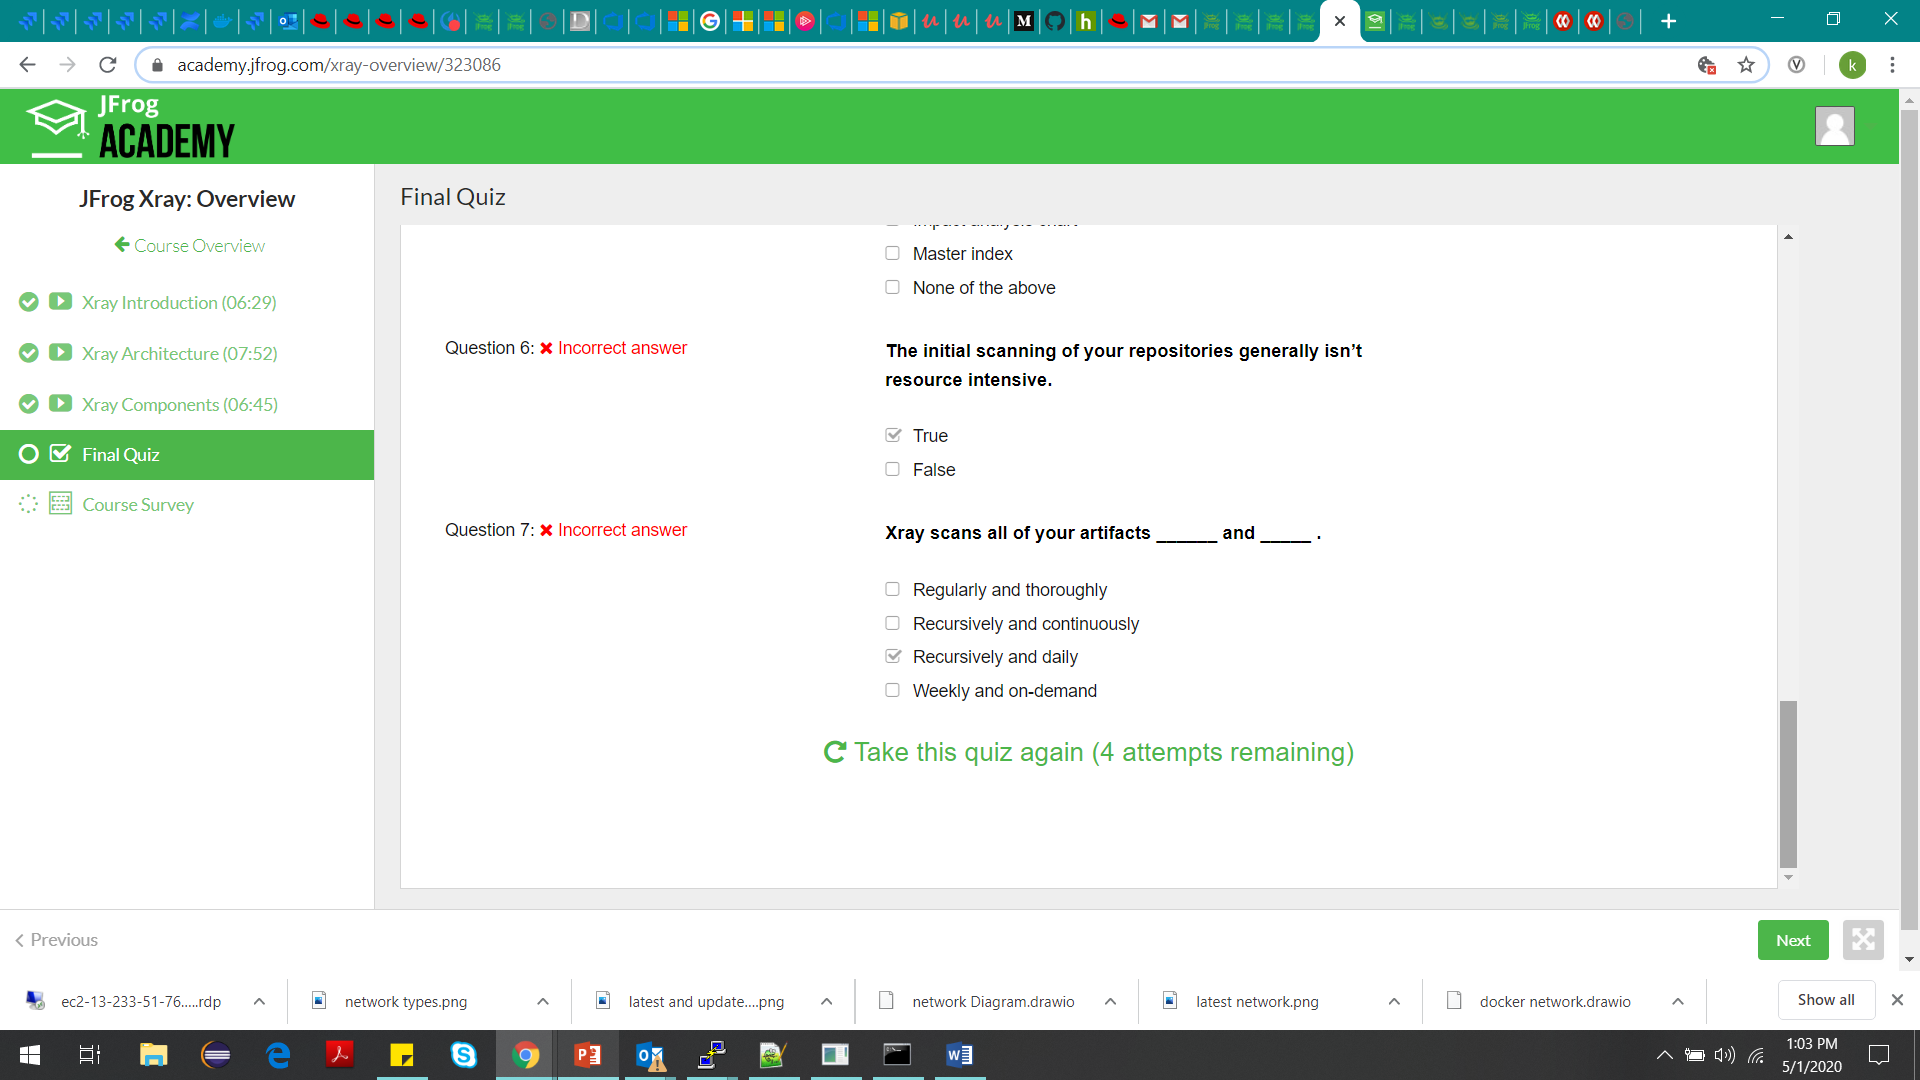 academy.jfrog.com/xray-overview/323086
k
JFrog
ACADEMY
JFrog Xray: Overview
Course Overview
Xray Introduction (06:29)
Xray Architecture (07:52)
Xray Components (06:45)
Final Quiz
Course Survey
Final Quiz
Impact analysis chart
Master index
None of the above
Question 6: ✖ Incorrect answer
The initial scanning of your repositories generally isn’t
resource intensive.
True
False
Question 7: ✖ Incorrect answer
Xray scans all of your artifacts ______ and _____ .
Regularly and thoroughly
Recursively and continuously
Recursively and daily
Weekly and on-demand
Take this quiz again (4 attempts remaining)
Previous
Next
ec2-13-233-51-76.....rdp
network types.png
latest and update....png
network Diagram.drawio
latest network.png
docker network.drawio
Show all
1:03 PM
5/1/2020